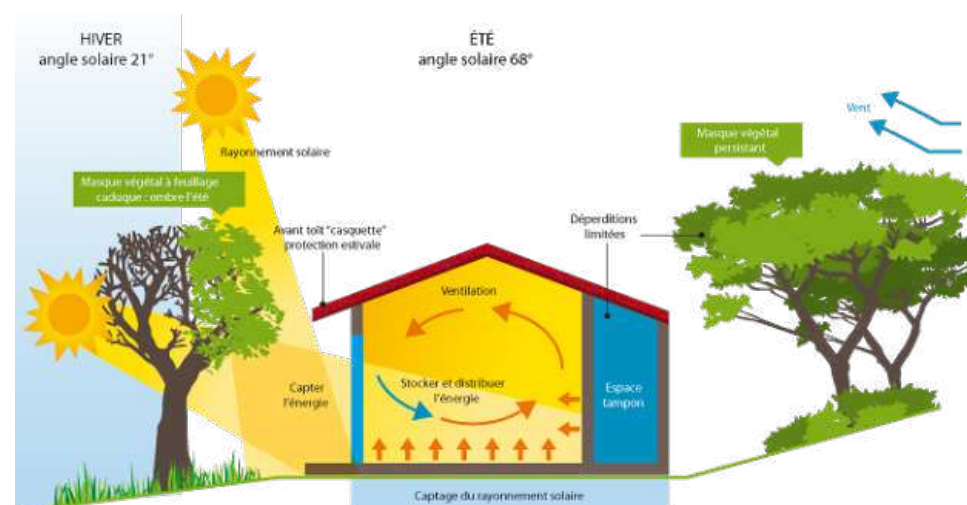 HIVER
angle solaire 21°
ÉTÉ
angle solaire 68°
Vent
Masque végétal
persistant
Rayonnement solaire
Masque végétal à feuillage
caduque : ombre l'été
Avant toit "casquette"
protection estivale
Déperditions
limitées
Ventilation
Capter
l'énergie
Stocker et distribuer
l'énergie
Espace
tampon
Captage du rayonnement solaire